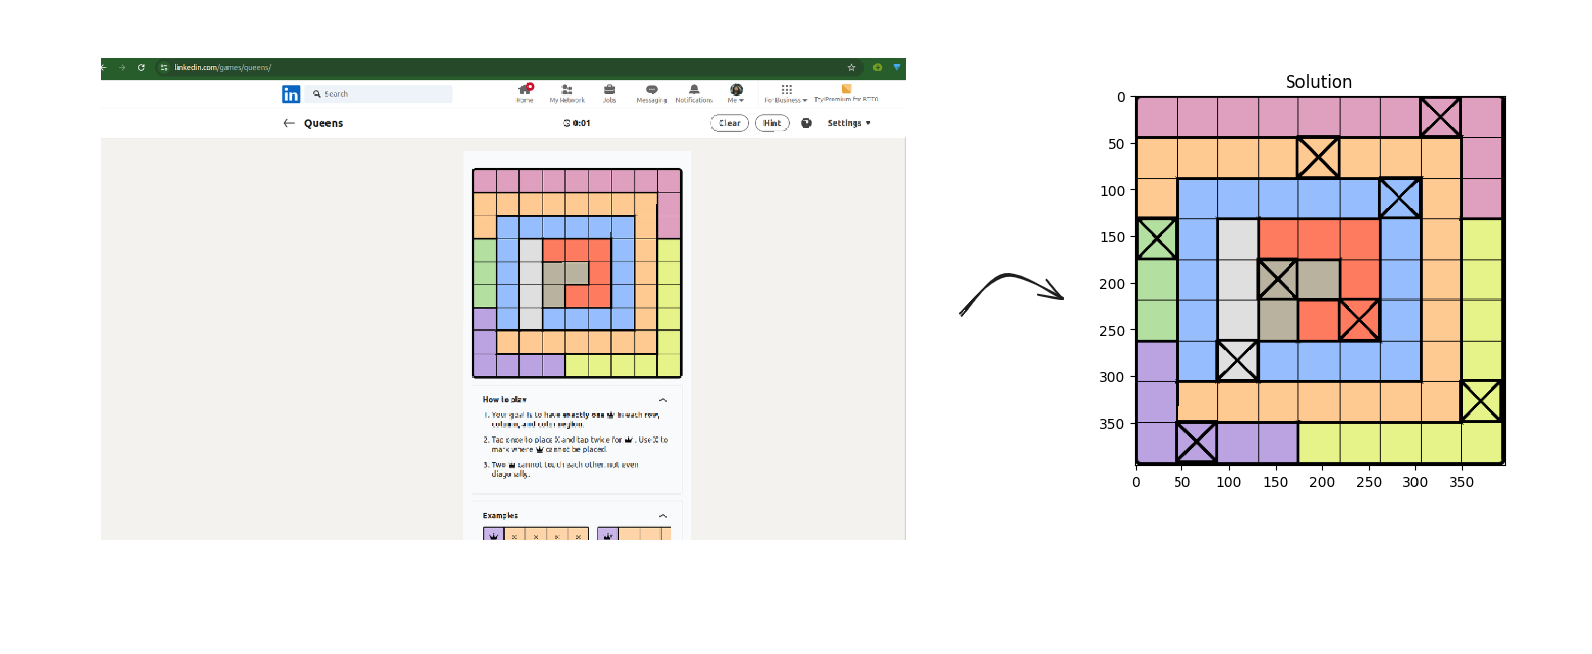 linkedin.com/games/queens/
in
Search
Home
My Network
Jobs
Messaging
Notifications
Me
For Business
Queens
0:01
Clear
Hint
Settings
How to play
1. Your goal is to have exactly one in each row,
column, and color region.
2. Tap once to place X and tap twice for . Use X to
mark where cannot be placed.
3. Two cannot touch each other, not even
diagonally.
Examples
Solution
0
50
100
150
200
250
300
350
0 50 100 150 200 250 300 350